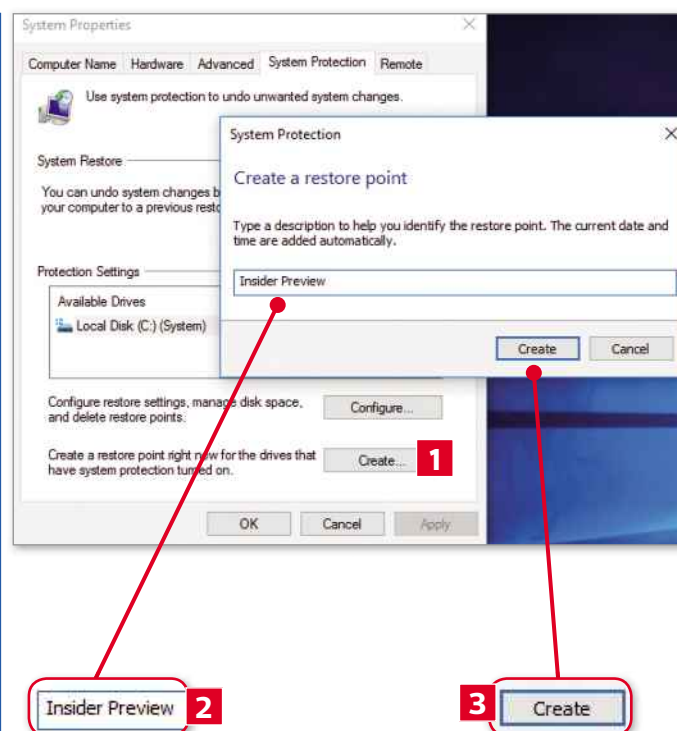 System Properties
Computer Name Hardware Advanced System Protection Remote
Use system protection to undo unwanted system changes.
System Restore
You can undo system changes b
your computer to a previous resto
Protection Settings
Available Drives
Local Disk (C:) (System)
Configure restore settings, manage disk space,
and delete restore points.
Configure...
Create a restore point right now for the drives that
have system protection turned on.
Create...
1
OK Cancel Apply
System Protection
Create a restore point
Type a description to help you identify the restore point. The current date and
time are added automatically.
Insider Preview
Create Cancel
Insider Preview 2
3 Create